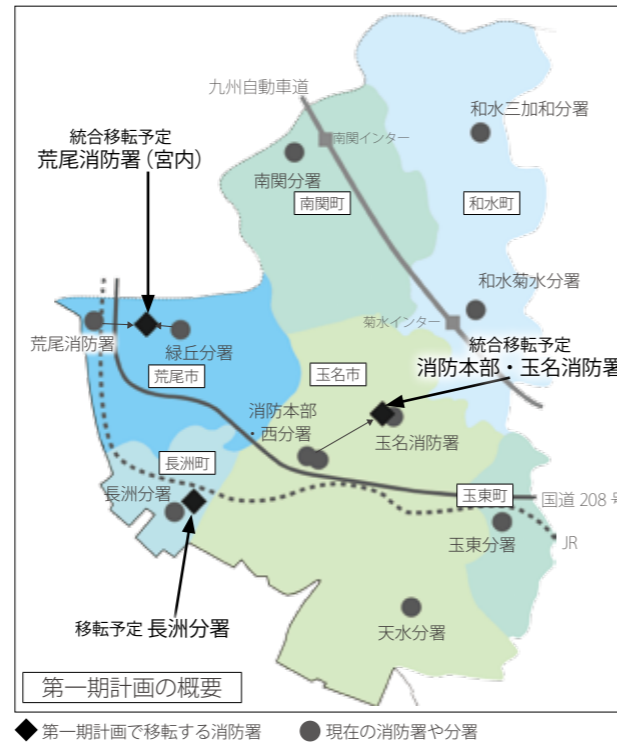 九州自動車道
和水三加和分署
統合移転予定
荒尾消防署(宮内)
南関インター
南関分署
南関町
和水町
和水菊水分署
菊水インター
荒尾消防署
緑丘分署
統合移転予定
消防本部・玉名消防署
荒尾市
玉名市
消防本部
・西分署
玉名消防署
長洲町
長洲分署
玉東町
国道 208 号
玉東分署
JR
移転予定 長洲分署
天水分署
第一期計画の概要
◆ 第一期計画で移転する消防署
● 現在の消防署や分署